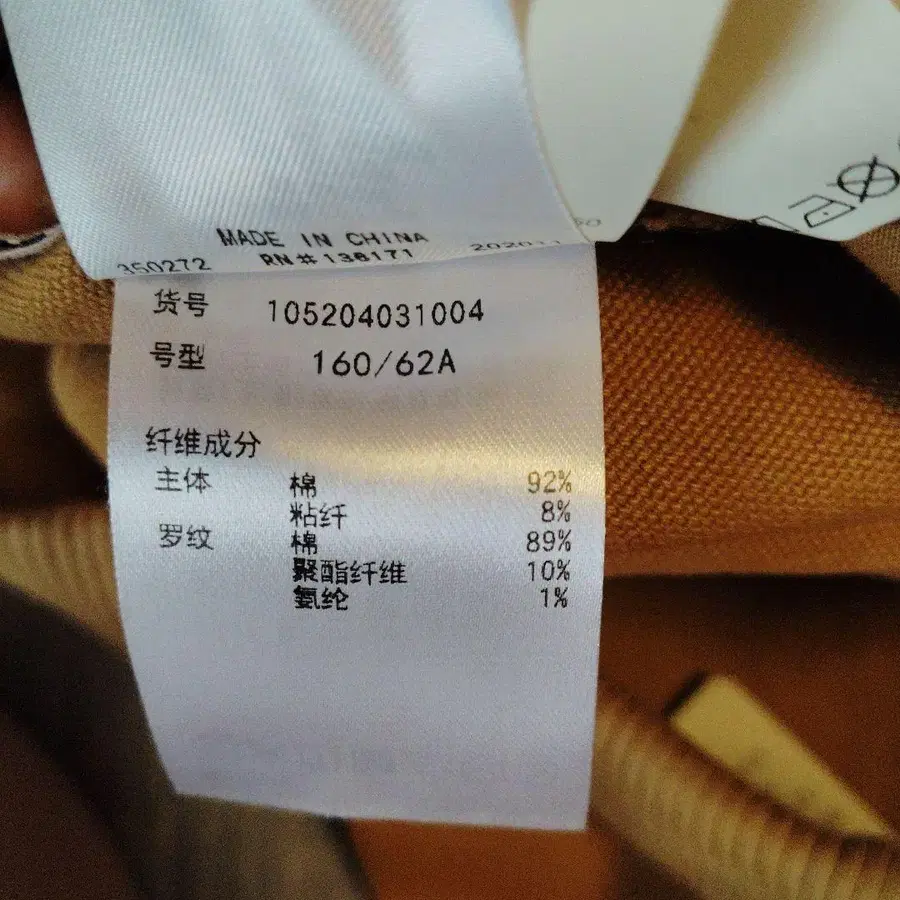 MADE IN CHINA
350272 RN#136171
货号 105204031004
号型 160/62A
纤维成分
主体 棉 92%
粘纤 8%
罗纹 棉 89%
聚酯纤维 10%
氨纶 1%